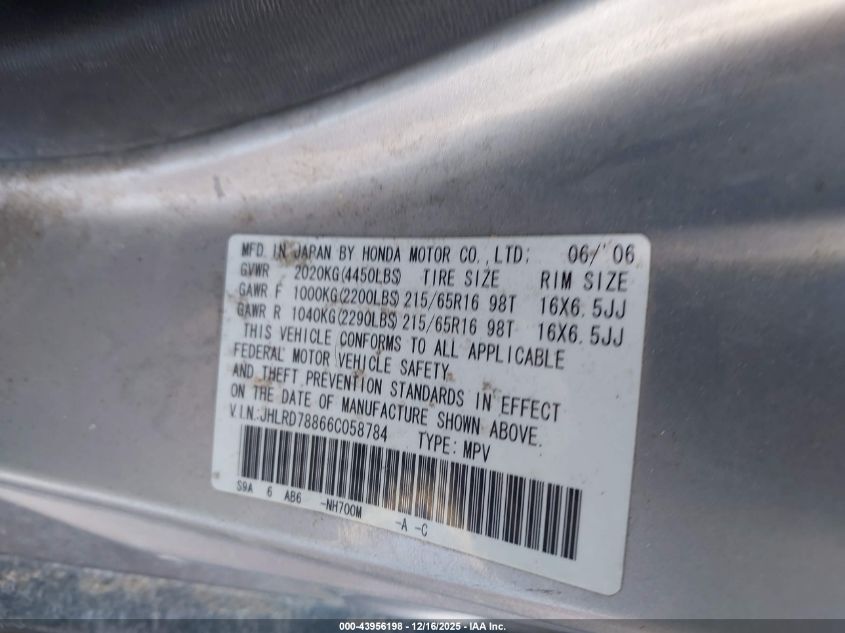 MFD. IN JAPAN BY HONDA MOTOR CO.,LTD; 06/'06
GVWR 2020KG(4450LBS) TIRE SIZE RIM SIZE
GAWR F 1000KG(2200LBS) 215/65R16 98T 16X6.5JJ
GAWR R 1040KG(2290LBS) 215/65R16 98T 16X6.5JJ
THIS VEHICLE CONFORMS TO ALL APPLICABLE
FEDERAL MOTOR VEHICLE SAFETY
AND THEFT PREVENTION STANDARDS IN EFFECT
ON THE DATE OF MANUFACTURE SHOWN ABOVE.
V.I.N.:JHLRD78866C058784 TYPE: MPV
S9A 6 AB6 -NH700M -A -C
000-43956198 - 12/16/2025 - IAA Inc.